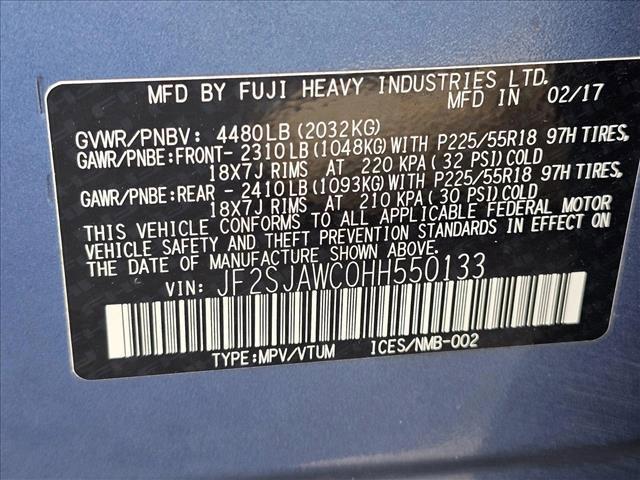 MFD BY FUJI HEAVY INDUSTRIES LTD.
MFD IN 02/17
GVWR/PNBV: 4480LB(2032KG)
GAWR/PNBE:FRONT- 2310LB(1048KG)WITH P225/55R18 97H TIRES,
18X7J RIMS AT 220 KPA(32 PSI)COLD
GAWR/PNBE:REAR - 2410LB(1093KG)WITH P225/55R18 97H TIRES,
18X7J RIMS AT 210 KPA(30 PSI)COLD
THIS VEHICLE CONFORMS TO ALL APPLICABLE FEDERAL MOTOR
VEHICLE SAFETY AND THEFT PREVENTION STANDARDS IN EFFECT ON
THE DATE OF MANUFACTURE SHOWN ABOVE.
VIN: JF2SJAWC0HH550133
TYPE:MPV/VTUM ICES/NMB-002